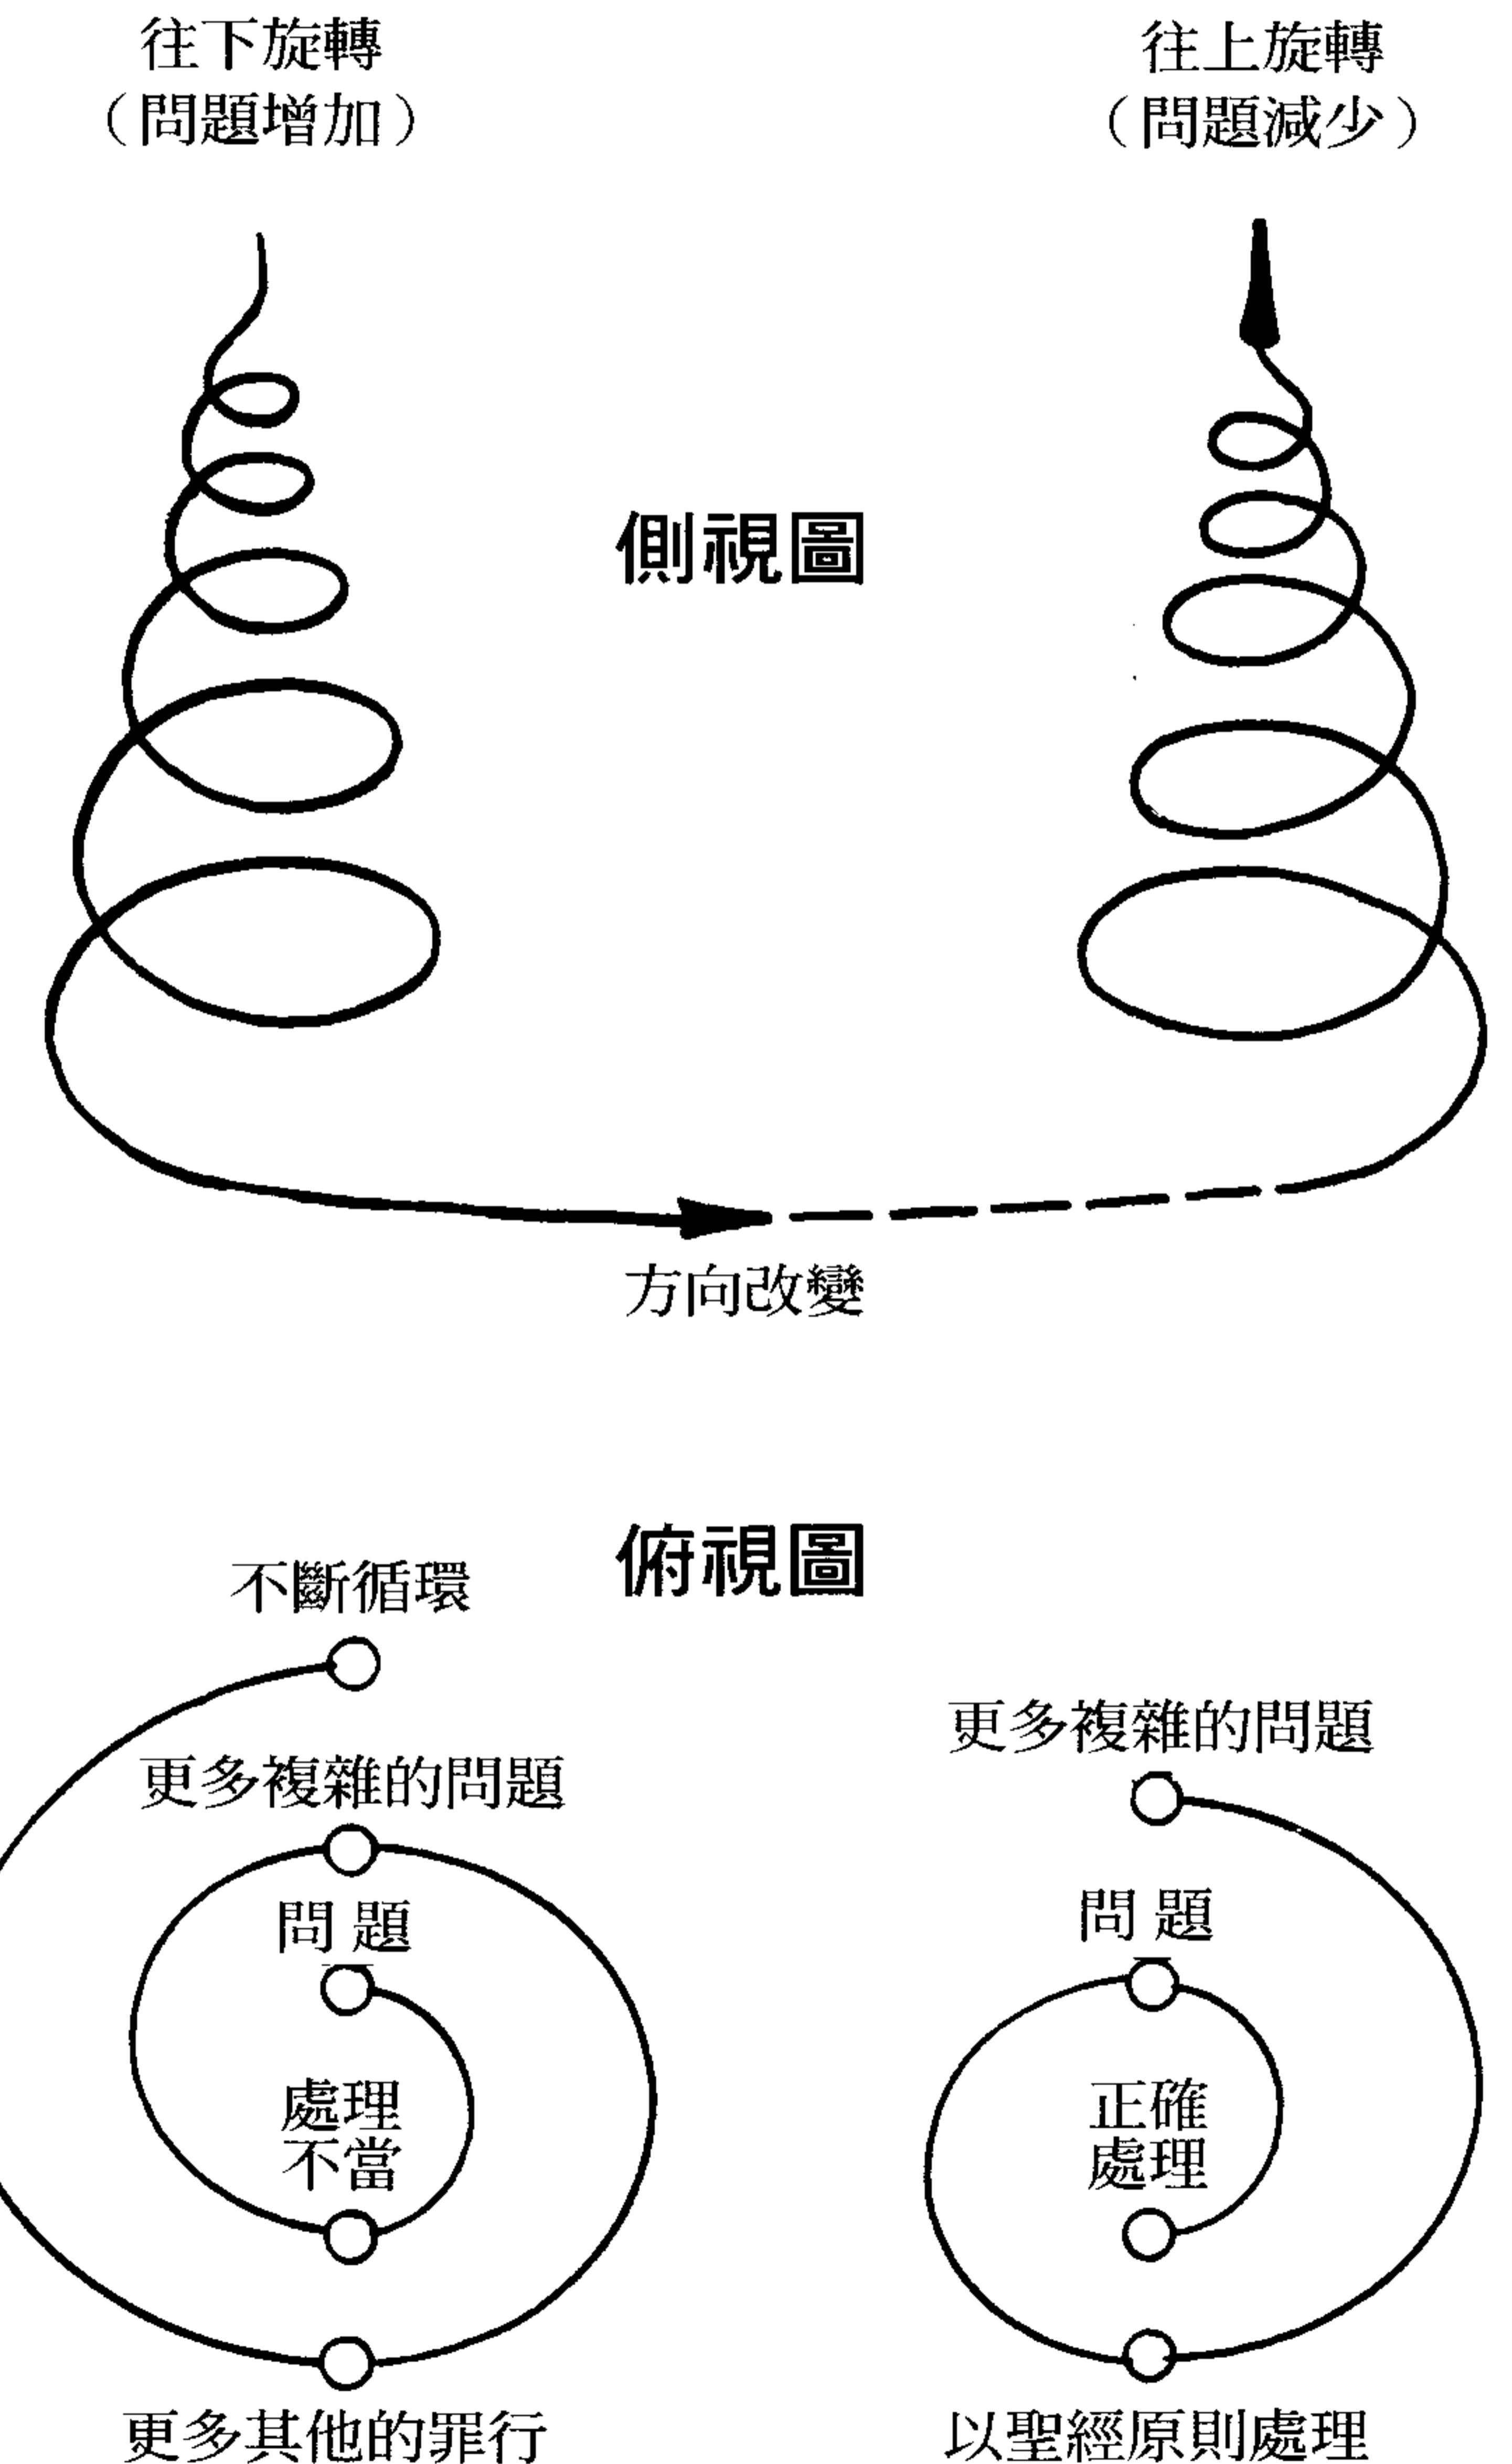 往下旋轉
（問題增加）
往上旋轉
（問題減少）
側視圖
方向改變
俯視圖
不斷循環
更多複雜的問題
問題
處理
不當
更多其他的罪行
更多複雜的問題
問題
正確
處理
以聖經原則處理